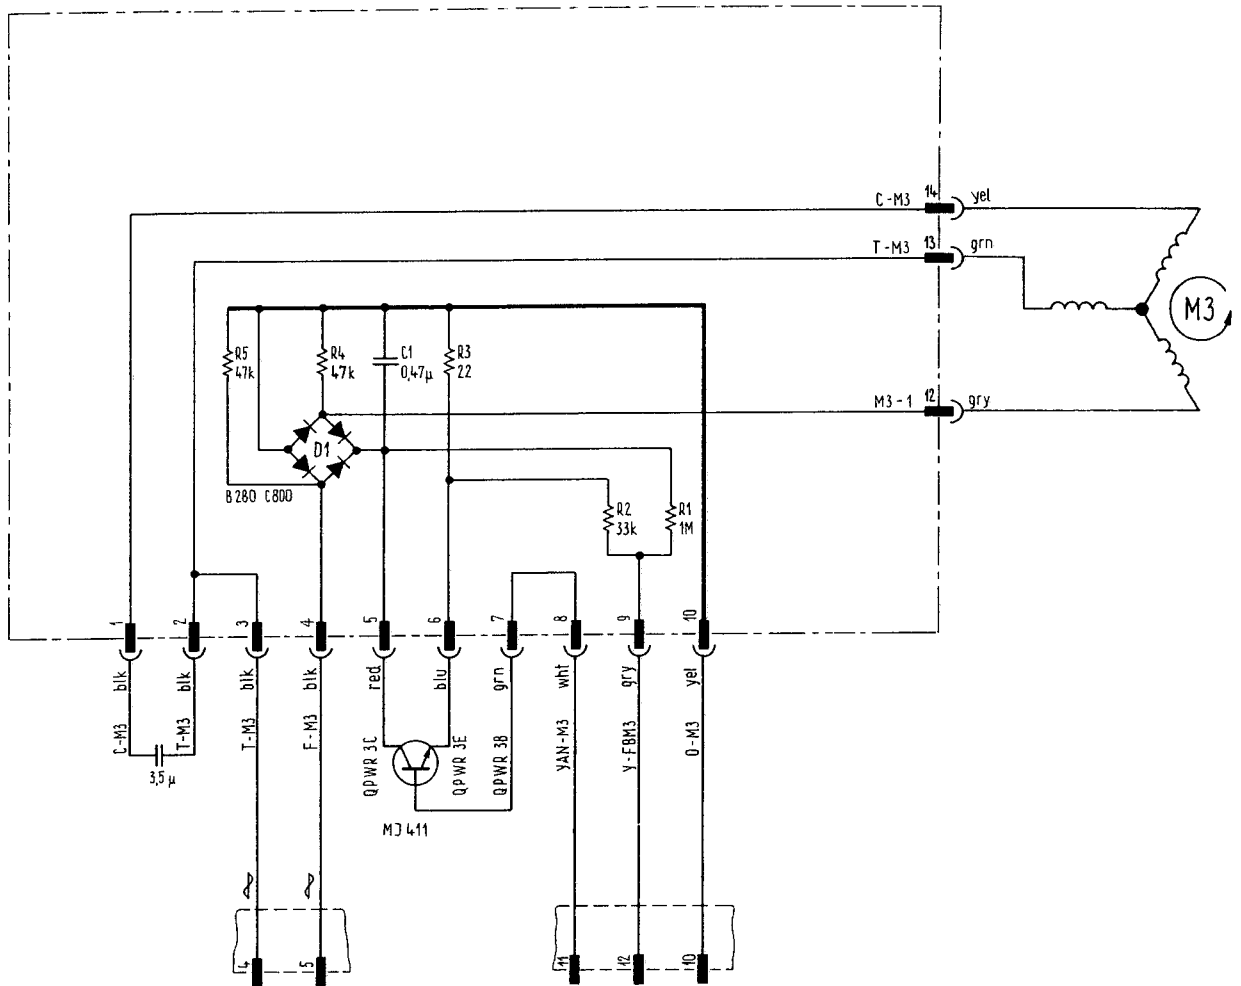 C-M3 14 yel
T-M3 13 grn
M3
R5 47k
R4 47k
C1 0,47µ
R3 22
M3-1 12 gry
D1
B280 C800
R2 33k
R1 1M
1 2 3 4 5 6 7 8 9 10
blk blk blk blk red blu grn wht gry yel
C-M3 T-M3 T-M3 F-M3 QPWR 3C QPWR 3E QPWR 3B YAN-M3 Y-FBM3 0-M3
3,5µ
MJ 411
4 5 11 12 10